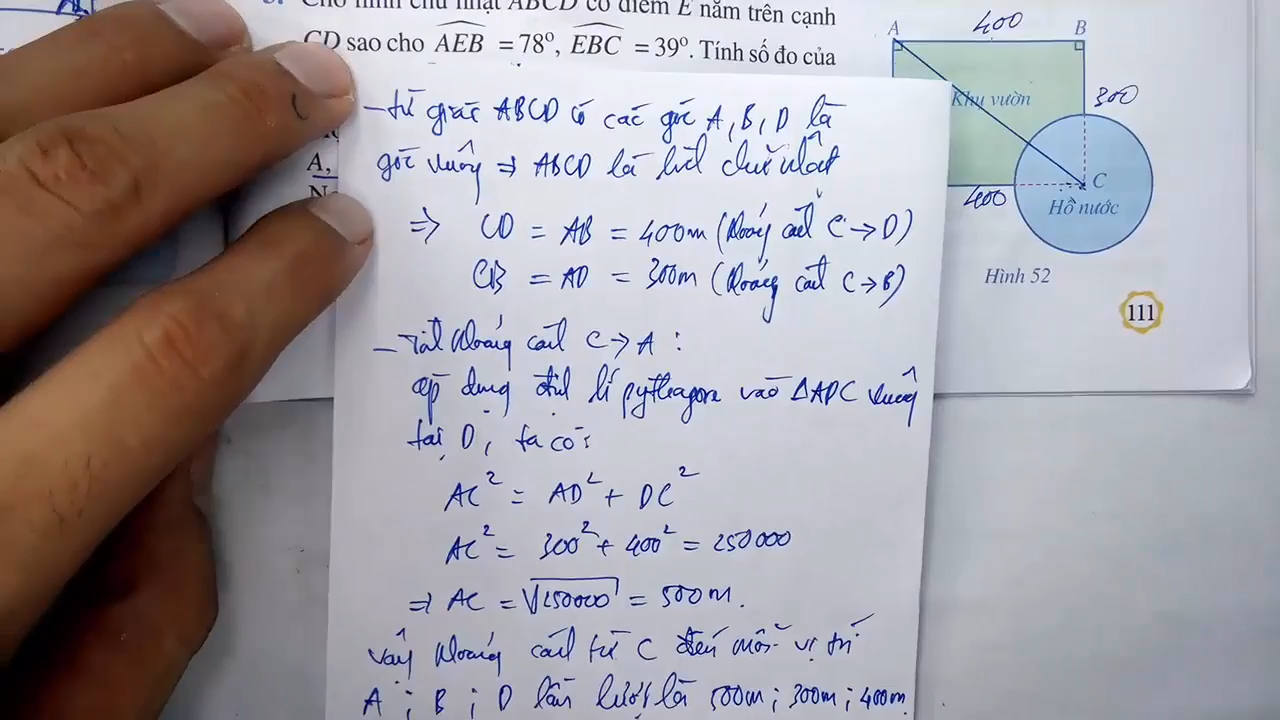 Cho hình chữ nhật ABCD có điểm E nằm trên cạnh
CD sao cho AEB = 78°, EBC = 39°. Tính số đo của
A,
A 400 B
Khu vườn
300
C
400
Hồ nước
Hình 52
111
– tứ giác ABCD có các góc A, B, D là
góc vuông ⇒ ABCD là hình chữ nhật
⇒ CD = AB = 400m (khoảng cách C → D)
CB = AD = 300m (khoảng cách C → B)
– Tính khoảng cách C → A :
áp dụng định lí pythagore vào ΔADC vuông
tại D, ta có:
AC² = AD² + DC²
AC² = 300² + 400² = 250000
⇒ AC = √250000 = 500m.
Vậy khoảng cách từ C đến mỗi vị trí
A ; B ; D lần lượt là 500m ; 300m ; 400m